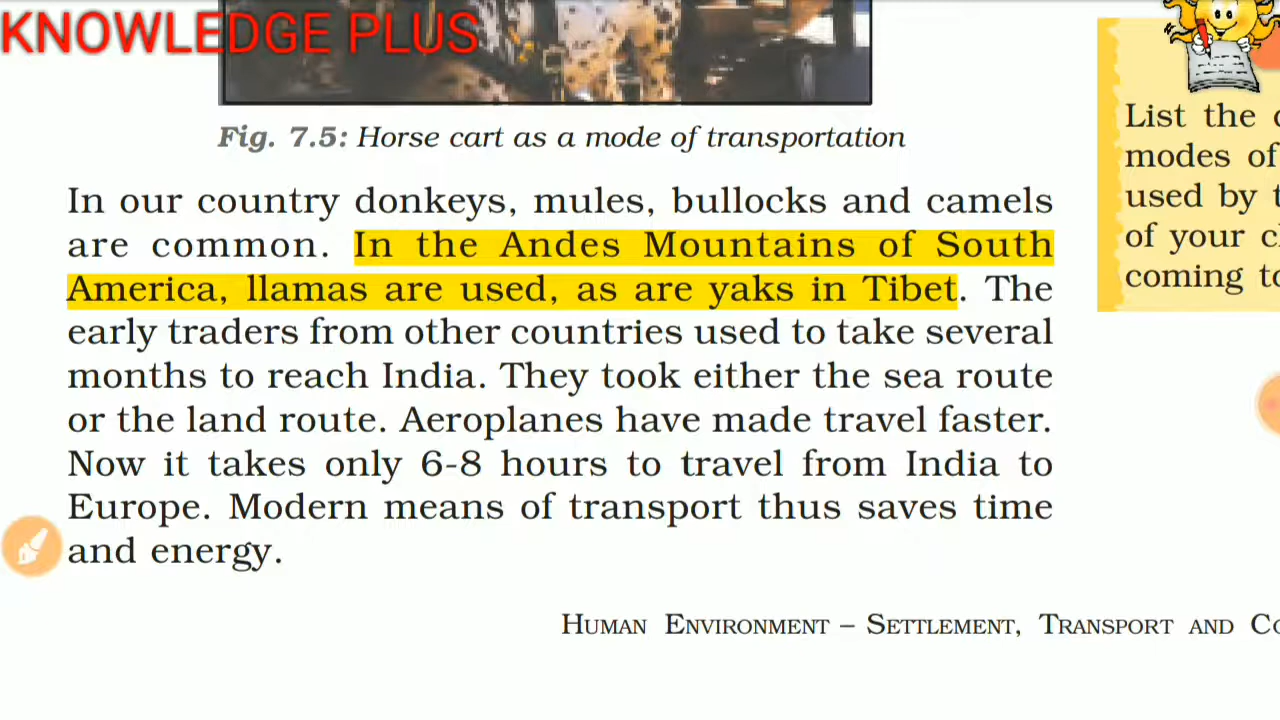 KNOWLEDGE PLUS
Fig. 7.5: Horse cart as a mode of transportation
In our country donkeys, mules, bullocks and camels
are common. In the Andes Mountains of South
America, llamas are used, as are yaks in Tibet. The
early traders from other countries used to take several
months to reach India. They took either the sea route
or the land route. Aeroplanes have made travel faster.
Now it takes only 6-8 hours to travel from India to
Europe. Modern means of transport thus saves time
and energy.
List the
modes of
used by
of your
coming
HUMAN ENVIRONMENT – SETTLEMENT, TRANSPORT AND